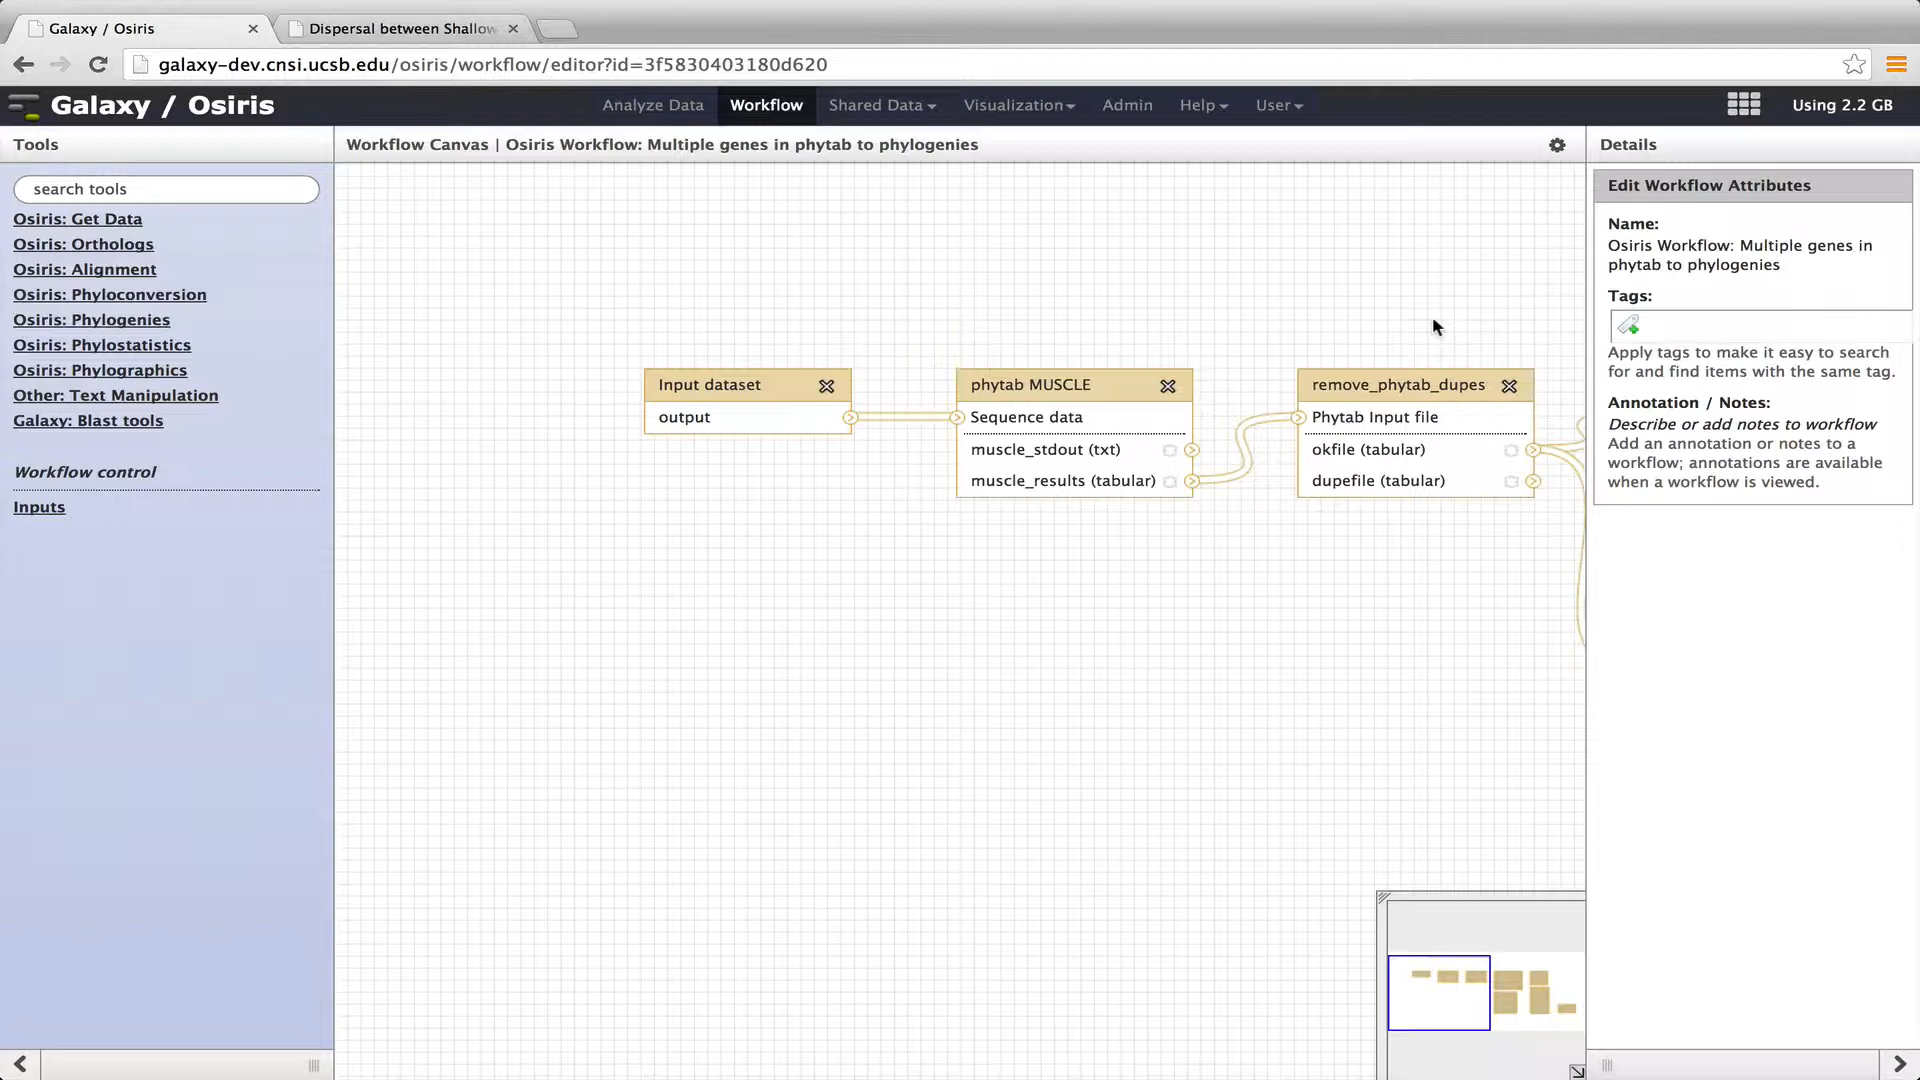 Galaxy / Osiris
Dispersal between Shallow
galaxy-dev.cnsi.ucsb.edu/osiris/workflow/editor?id=3f5830403180d620
Galaxy / Osiris
Analyze Data
Workflow
Shared Data
Visualization
Admin
Help
User
Using 2.2 GB
Tools
Workflow Canvas | Osiris Workflow: Multiple genes in phytab to phylogenies
Details
search tools
Osiris: Get Data
Osiris: Orthologs
Osiris: Alignment
Osiris: Phyloconversion
Osiris: Phylogenies
Osiris: Phylostatistics
Osiris: Phylographics
Other: Text Manipulation
Galaxy: Blast tools
Workflow control
Inputs
Input dataset
output
phytab MUSCLE
Sequence data
muscle_stdout (txt)
muscle_results (tabular)
remove_phytab_dupes
Phytab Input file
okfile (tabular)
dupefile (tabular)
Edit Workflow Attributes
Name:
Osiris Workflow: Multiple genes in
phytab to phylogenies
Tags:
Apply tags to make it easy to search
for and find items with the same tag.
Annotation / Notes:
Describe or add notes to workflow
Add an annotation or notes to a
workflow; annotations are available
when a workflow is viewed.